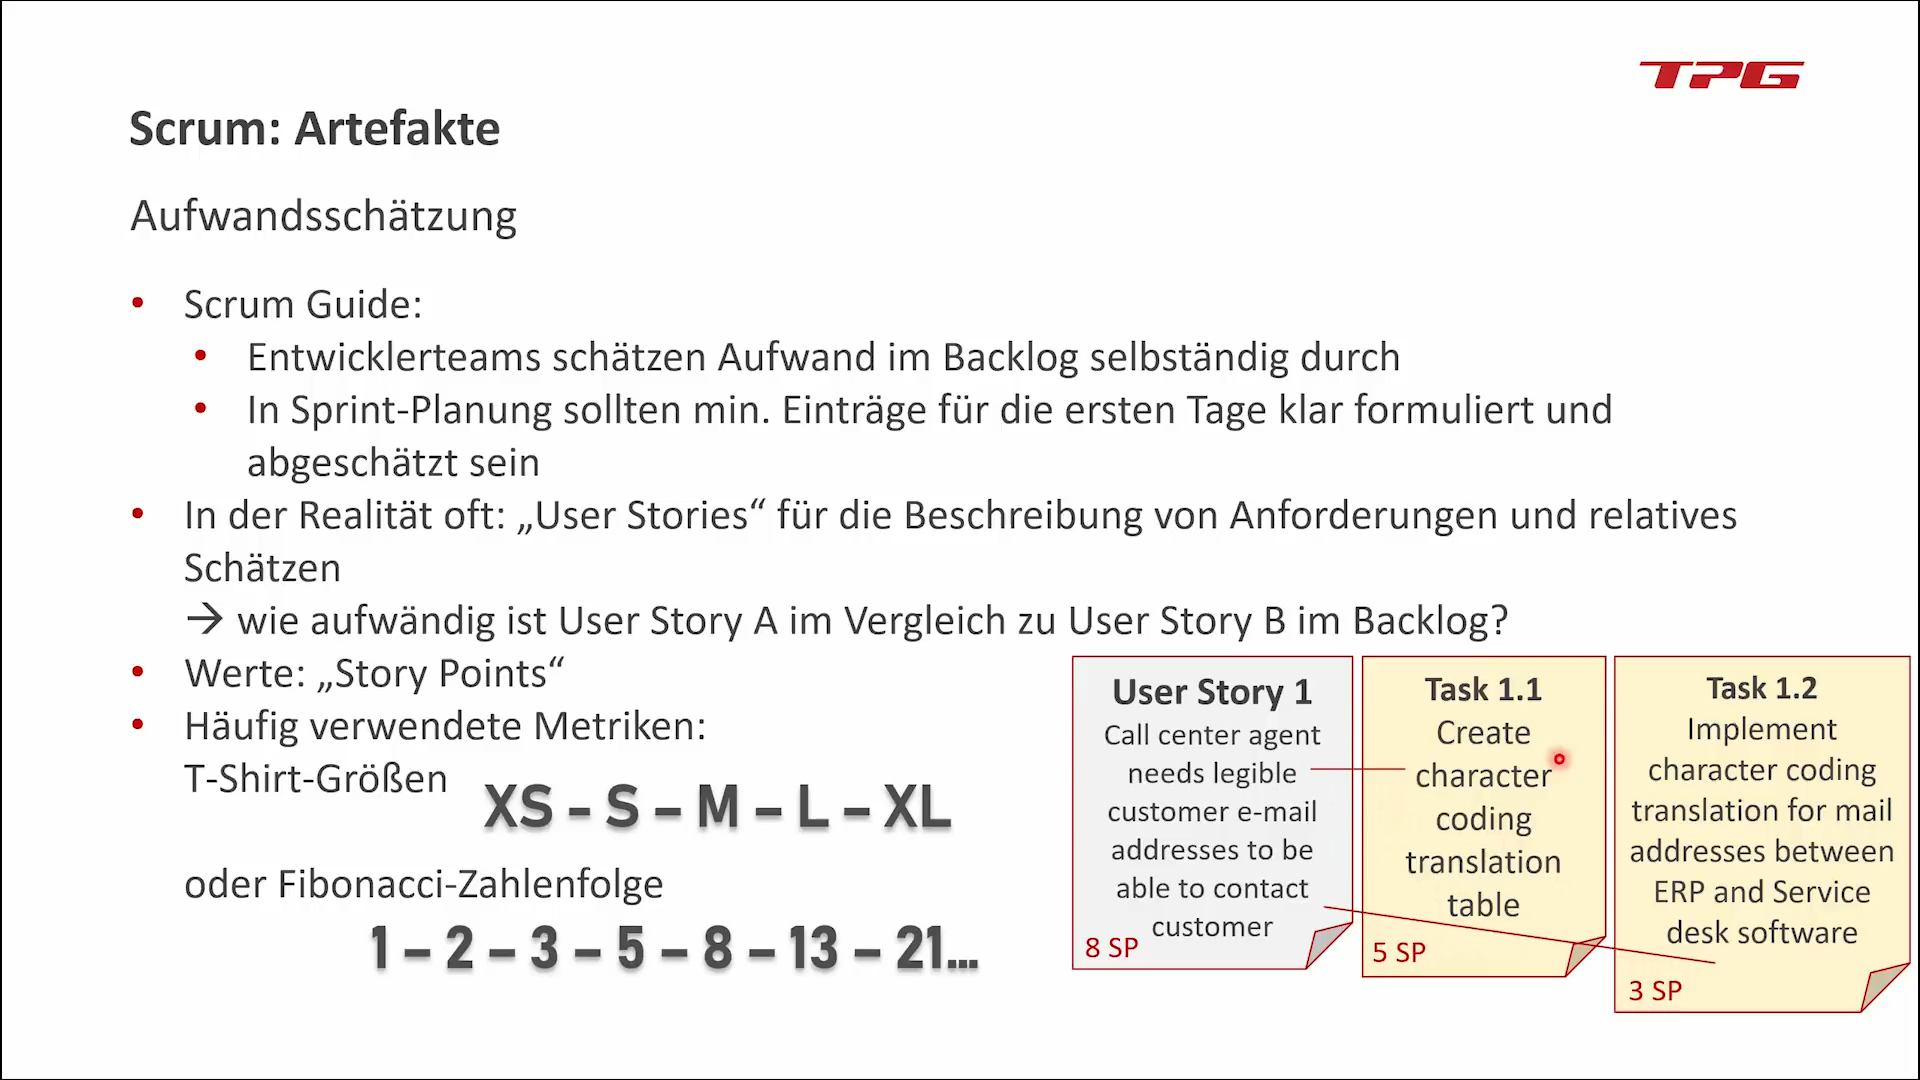 TPG
Scrum: Artefakte
Aufwandsschätzung
• Scrum Guide:
• Entwicklerteams schätzen Aufwand im Backlog selbständig durch
• In Sprint-Planung sollten min. Einträge für die ersten Tage klar formuliert und
abgeschätzt sein
• In der Realität oft: „User Stories“ für die Beschreibung von Anforderungen und relatives
Schätzen
→ wie aufwändig ist User Story A im Vergleich zu User Story B im Backlog?
• Werte: „Story Points“
• Häufig verwendete Metriken:
T-Shirt-Größen
XS - S – M – L – XL
oder Fibonacci-Zahlenfolge
1 – 2 – 3 – 5 – 8 – 13 – 21...
User Story 1
Call center agent
needs legible
customer e-mail
addresses to be
able to contact
customer
8 SP
Task 1.1
Create
character
coding
translation
table
5 SP
Task 1.2
Implement
character coding
translation for mail
addresses between
ERP and Service
desk software
3 SP